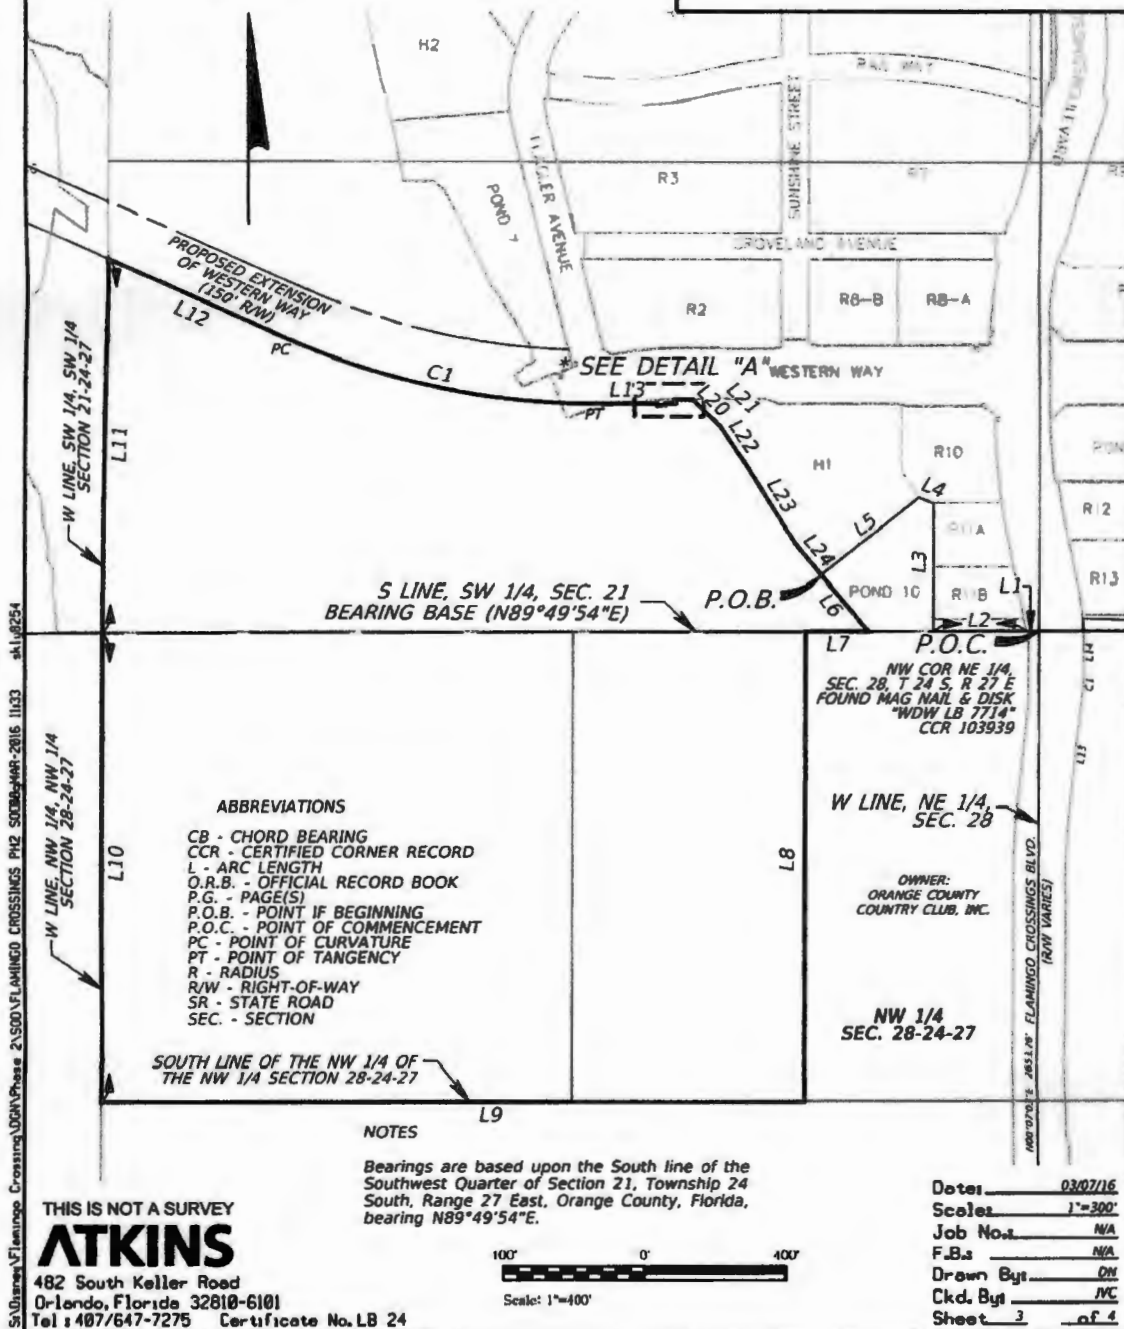 H2
RAIL WAY
SUNSHINE STREET
FLAGLER AVENUE
R3
POND 7
GROVELAND AVENUE
PROPOSED EXTENSION
OF WESTERN WAY
(150' R/W)
R2
R8-B
R8-A
L12
PC
C1
* SEE DETAIL "A"
WESTERN WAY
W LINE, SW 1/4, SW 1/4
SECTION 21-24-27
L11
L13
PT
L20
L21
L22
H1
R10
L4
R12
L23
L5
R11A
L3
L24
S LINE, SW 1/4, SEC. 21
BEARING BASE (N89°49'54"E)
P.O.B.
L6
POND 10
R11B
L1
R13
L2
L7
P.O.C.
NW COR NE 1/4,
SEC. 28, T 24 S, R 27 E
FOUND MAG NAIL & DISK
"WDW LB 7714"
CCR 103939
L14
C1
L15
W LINE, NW 1/4, NW 1/4
SECTION 28-24-27
L10
ABBREVIATIONS
CB - CHORD BEARING
CCR - CERTIFIED CORNER RECORD
L - ARC LENGTH
O.R.B. - OFFICIAL RECORD BOOK
P.G. - PAGE(S)
P.O.B. - POINT IF BEGINNING
P.O.C. - POINT OF COMMENCEMENT
PC - POINT OF CURVATURE
PT - POINT OF TANGENCY
R - RADIUS
R/W - RIGHT-OF-WAY
SR - STATE ROAD
SEC. - SECTION
L8
W LINE, NE 1/4,
SEC. 28
OWNER:
ORANGE COUNTY
COUNTRY CLUB, INC.
FLAMINGO CROSSINGS BLVD.
(R/W VARIES)
NW 1/4
SEC. 28-24-27
SOUTH LINE OF THE NW 1/4 OF
THE NW 1/4 SECTION 28-24-27
L9
NOTES
Bearings are based upon the South line of the
Southwest Quarter of Section 21, Township 24
South, Range 27 East, Orange County, Florida,
bearing N89°49'54"E.
THIS IS NOT A SURVEY
ATKINS
482 South Keller Road
Orlando, Florida 32810-6101
Tel : 407/647-7275 Certificate No. LB 24
100' 0' 400'
Scale: 1"=400'
Date: 03/07/16
Scale: 1"=300'
Job No.: N/A
F.B.: N/A
Drawn By: DN
Ckd. By: JVC
Sheet 3 of 4